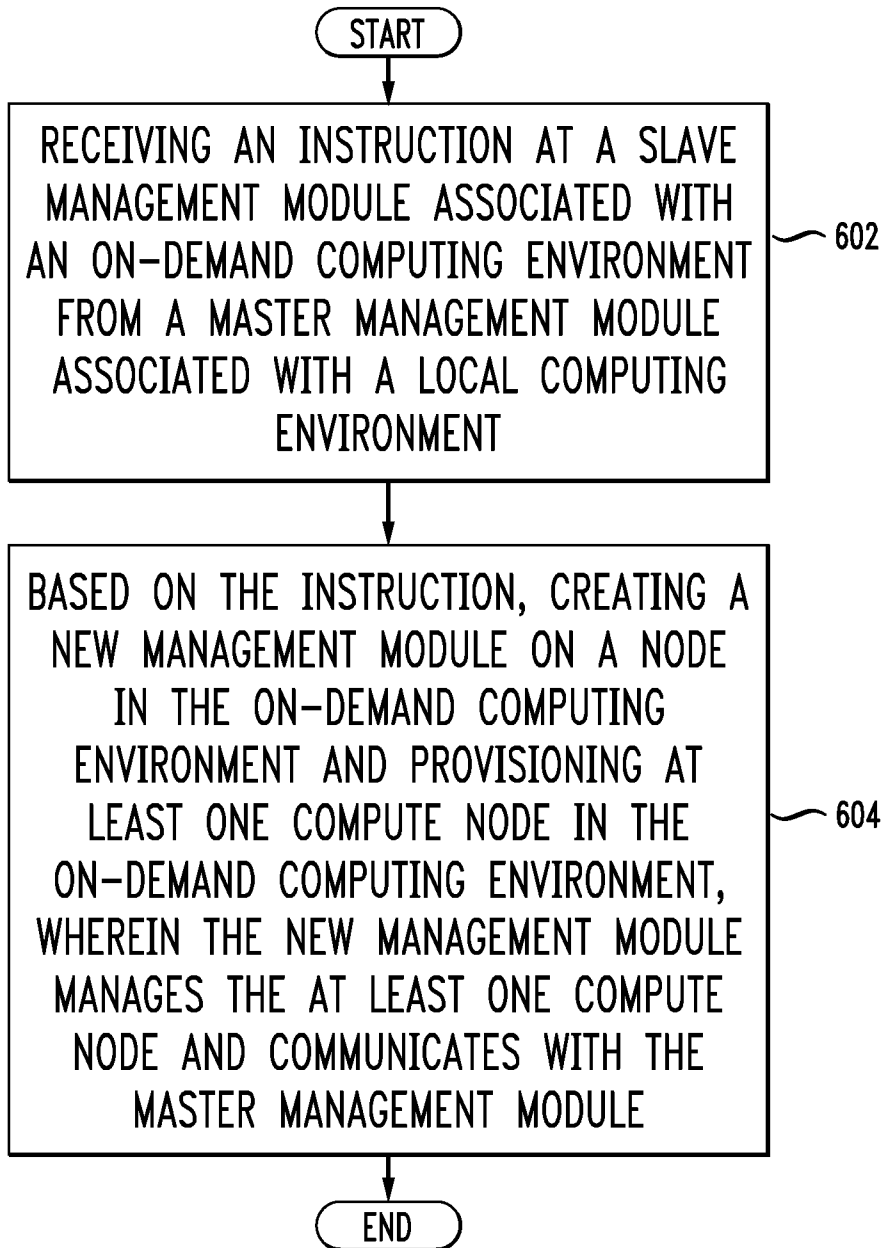 START
RECEIVING AN INSTRUCTION AT A SLAVE
MANAGEMENT MODULE ASSOCIATED WITH
AN ON-DEMAND COMPUTING ENVIRONMENT
FROM A MASTER MANAGEMENT MODULE
ASSOCIATED WITH A LOCAL COMPUTING
ENVIRONMENT
602
BASED ON THE INSTRUCTION, CREATING A
NEW MANAGEMENT MODULE ON A NODE
IN THE ON-DEMAND COMPUTING
ENVIRONMENT AND PROVISIONING AT
LEAST ONE COMPUTE NODE IN THE
ON-DEMAND COMPUTING ENVIRONMENT,
WHEREIN THE NEW MANAGEMENT MODULE
MANAGES THE AT LEAST ONE COMPUTE
NODE AND COMMUNICATES WITH THE
MASTER MANAGEMENT MODULE
604
END